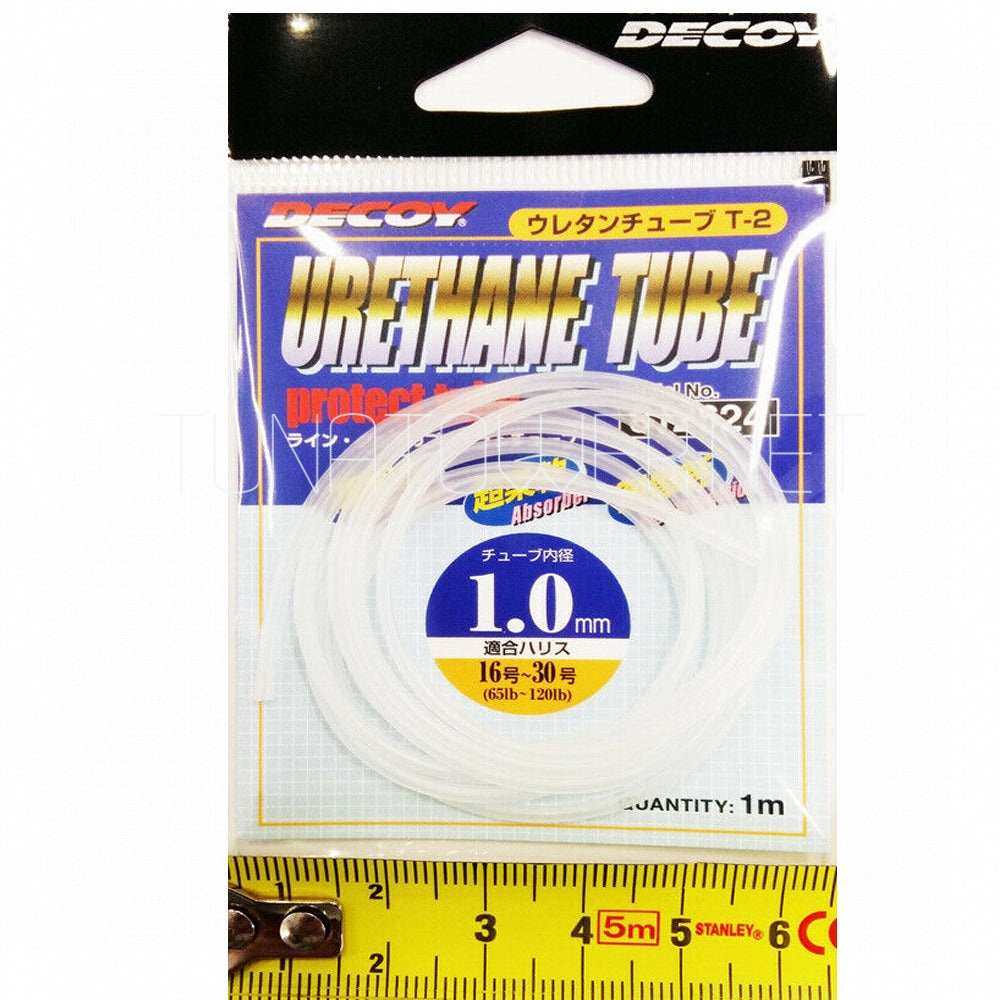 DECOY
DECOY®
ウレタンチューブ T-2
URETHANE TUBE
protect
No.
ライン・
Absorber
チューブ内径
1.0mm
適合ハリス
16号~30号
(65lb~120lb)
QUANTITY: 1m
1 2 3 4 5m 5 STANLEY® 6
2